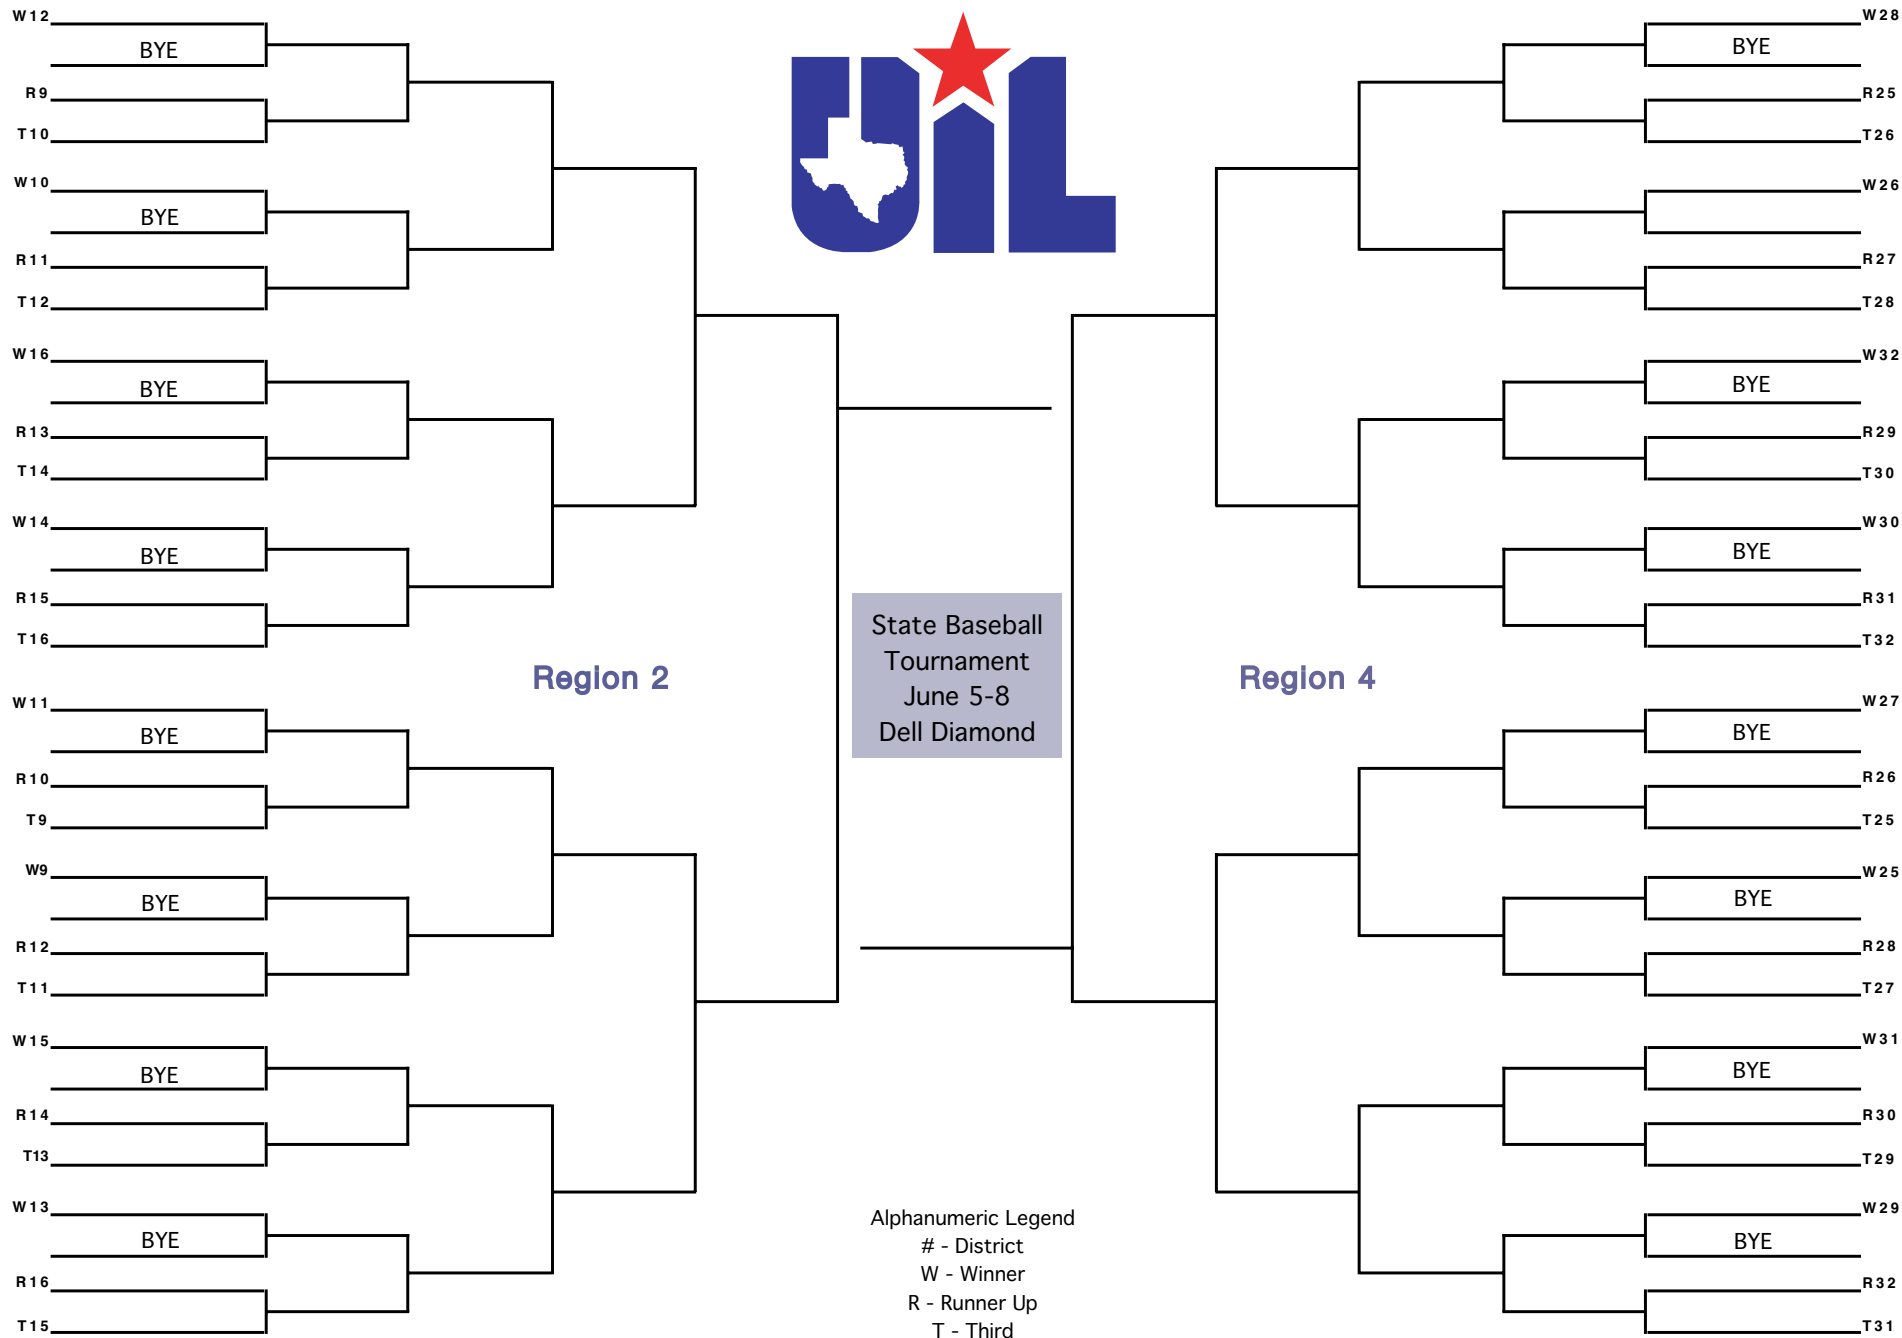 W12
BYE
R9
T10
W10
BYE
R11
T12
W16
BYE
R13
T14
W14
BYE
R15
T16
W11
BYE
R10
T9
W9
BYE
R12
T11
W15
BYE
R14
T13
W13
BYE
R16
T15
Region 2
UIL
State Baseball
Tournament
June 5-8
Dell Diamond
Alphanumeric Legend
# - District
W - Winner
R - Runner Up
T - Third
Region 4
W28
BYE
R25
T26
W26
R27
T28
W32
BYE
R29
T30
W30
BYE
R31
T32
W27
BYE
R26
T25
W25
BYE
R28
T27
W31
BYE
R30
T29
W29
BYE
R32
T31